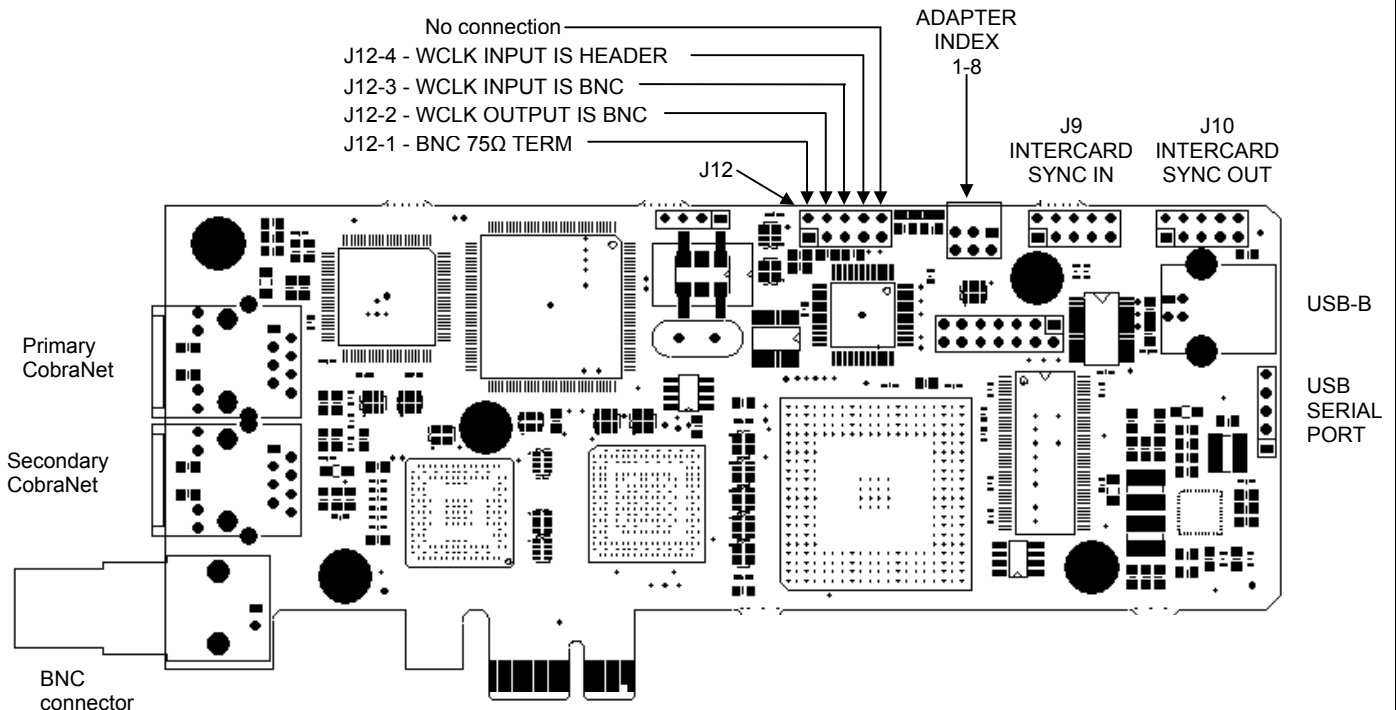 No connection
J12-4 - WCLK INPUT IS HEADER
J12-3 - WCLK INPUT IS BNC
J12-2 - WCLK OUTPUT IS BNC
J12-1 - BNC 75Ω TERM
J12
ADAPTER
INDEX
1-8
J9
INTERCARD
SYNC IN
J10
INTERCARD
SYNC OUT
USB-B
Primary
CobraNet
USB
SERIAL
PORT
Secondary
CobraNet
BNC
connector